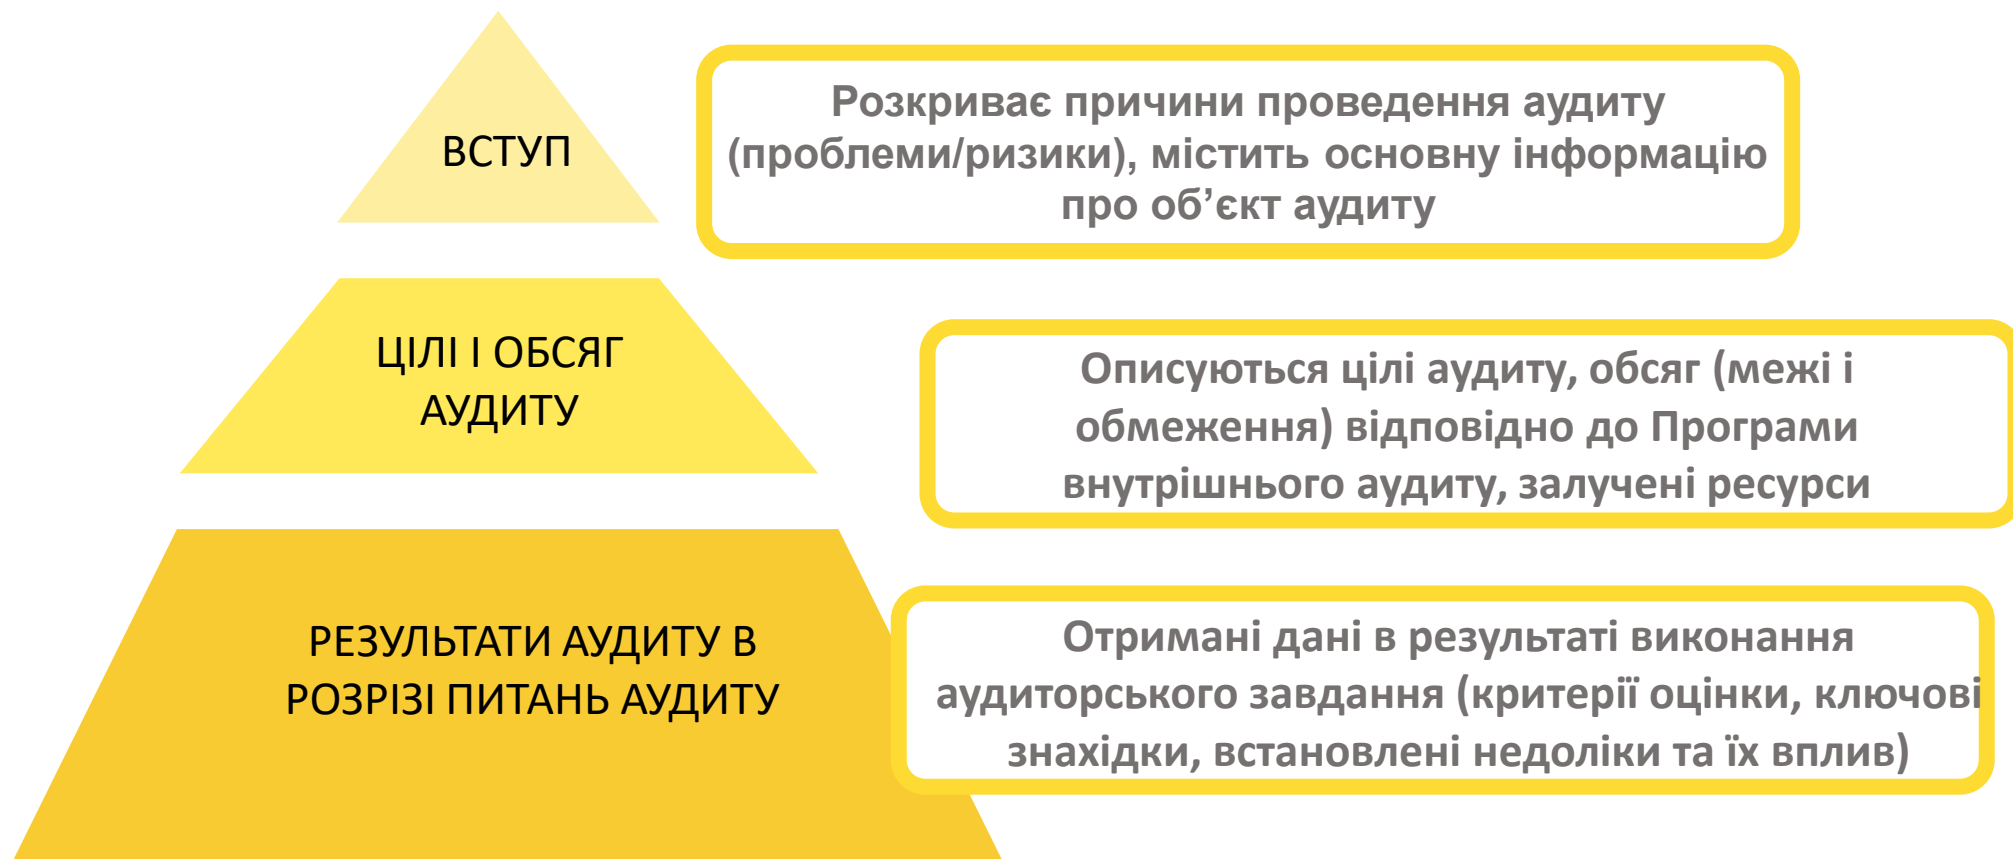 ВСТУП
Розкриває причини проведення аудиту
(проблеми/ризики), містить основну інформацію
про об’єкт аудиту
ЦІЛІ І ОБСЯГ
АУДИТУ
Описуються цілі аудиту, обсяг (межі і
обмеження) відповідно до Програми
внутрішнього аудиту, залучені ресурси
РЕЗУЛЬТАТИ АУДИТУ В
РОЗРІЗІ ПИТАНЬ АУДИТУ
Отримані дані в результаті виконання
аудиторського завдання (критерії оцінки, ключові
знахідки, встановлені недоліки та їх вплив)